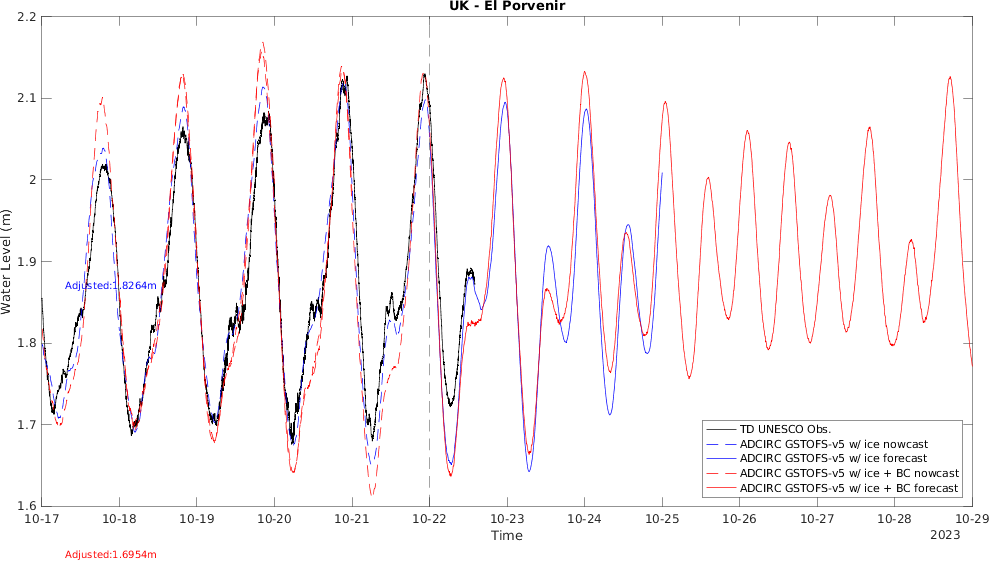 UK - El Porvenir
2.2
2.1
2
1.9
1.8
1.7
1.6
Water Level (m)
Adjusted:1.8264m
TD UNESCO Obs.
ADCIRC GSTOFS-v5 w/ ice nowcast
ADCIRC GSTOFS-v5 w/ ice forecast
ADCIRC GSTOFS-v5 w/ ice + BC nowcast
ADCIRC GSTOFS-v5 w/ ice + BC forecast
10-17 10-18 10-19 10-20 10-21 10-22 10-23 10-24 10-25 10-26 10-27 10-28 10-29
Time
2023
Adjusted:1.6954m